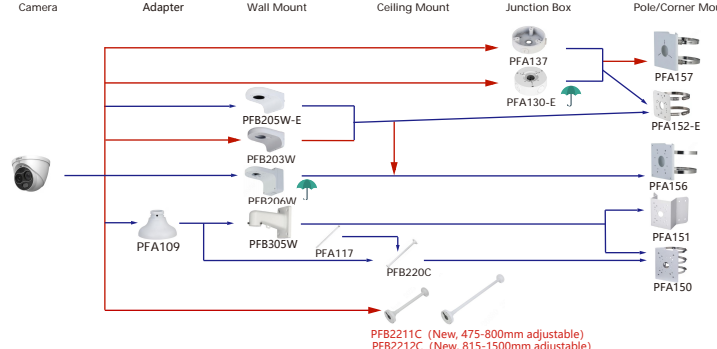 Camera Adapter Wall Mount Ceiling Mount Junction Box Pole/Corner Mou
PFA137
PFA157
PFA130-E
PFB205W-E
PFA152-E
PFB203W
PFB206W
PFA156
PFA109
PFB305W
PFA117
PFA151
PFB220C
PFA150
PFB2211C (New, 475-800mm adjustable)
PFB2212C (New, 815-1500mm adjustable)